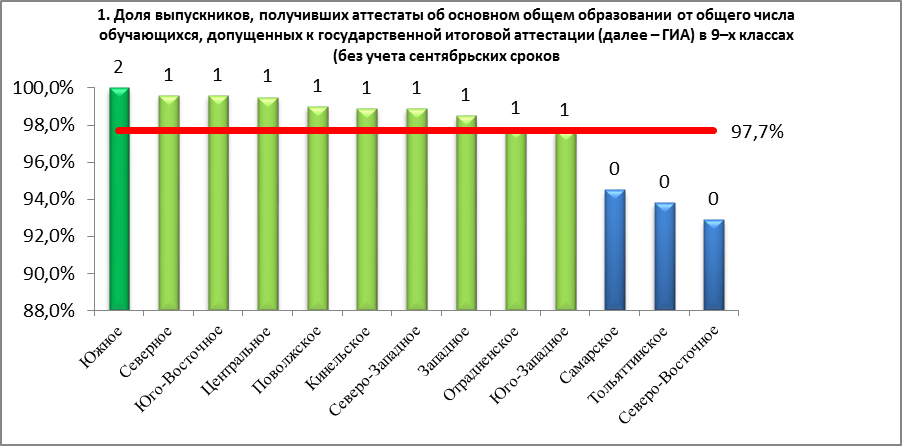 1. Доля выпускников, получивших аттестаты об основном общем образовании от общего числа
обучающихся, допущенных к государственной итоговой аттестации (далее – ГИА) в 9–х классах
(без учета сентябрьских сроков
2 1 1 1 1 1 1 1 1 1 0 0 0
100,0%
98,0%
96,0%
94,0%
92,0%
90,0%
88,0%
97,7%
Южное
Северное
Юго-Восточное
Центральное
Поволжское
Кинельское
Северо-Западное
Западное
Отрадненское
Юго-Западное
Самарское
Тольяттинское
Северо-Восточное